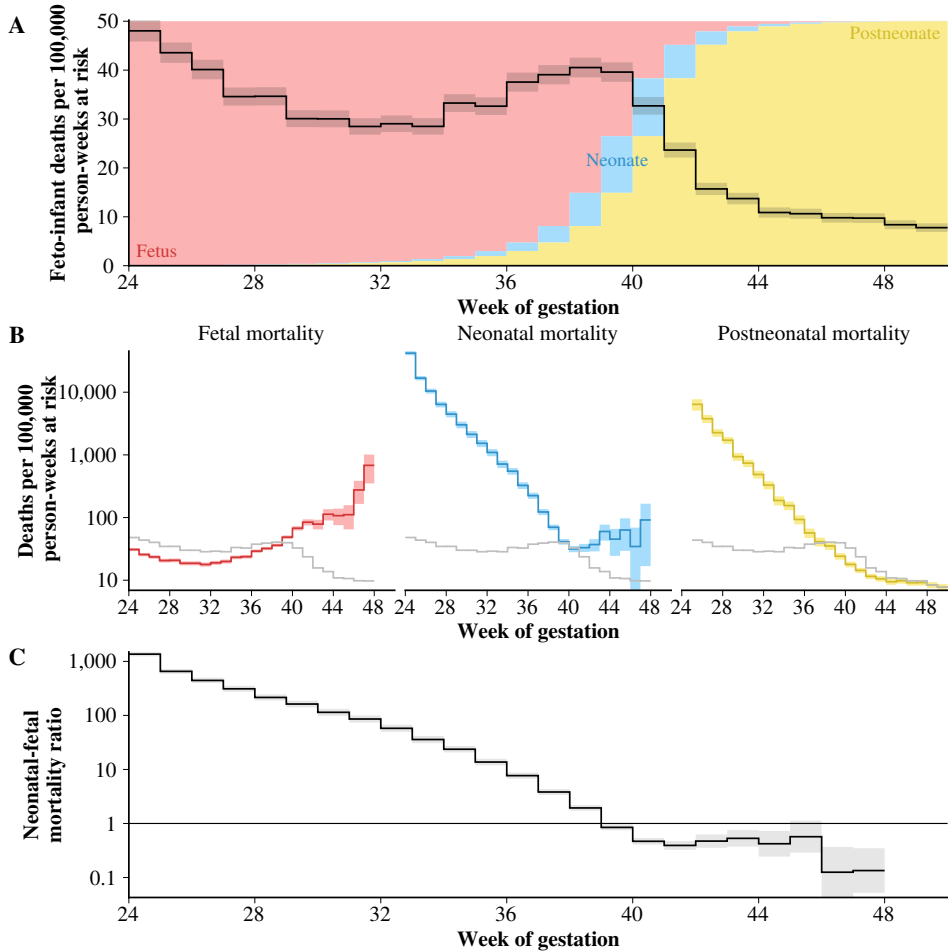 A
Feto-infant deaths per 100,000
person-weeks at risk
50
40
30
20
10
0
Postneonate
Neonate
Fetus
24
28
32
36
40
44
48
Week of gestation
B
Fetal mortality
Neonatal mortality
Postneonatal mortality
Deaths per 100,000
person-weeks at risk
10,000
1,000
100
10
24 28 32 36 40 44 48
24 28 32 36 40 44 48
24 28 32 36 40 44 48
Week of gestation
C
Neonatal-fetal
mortality ratio
1,000
100
10
1
0.1
24
28
32
36
40
44
48
Week of gestation